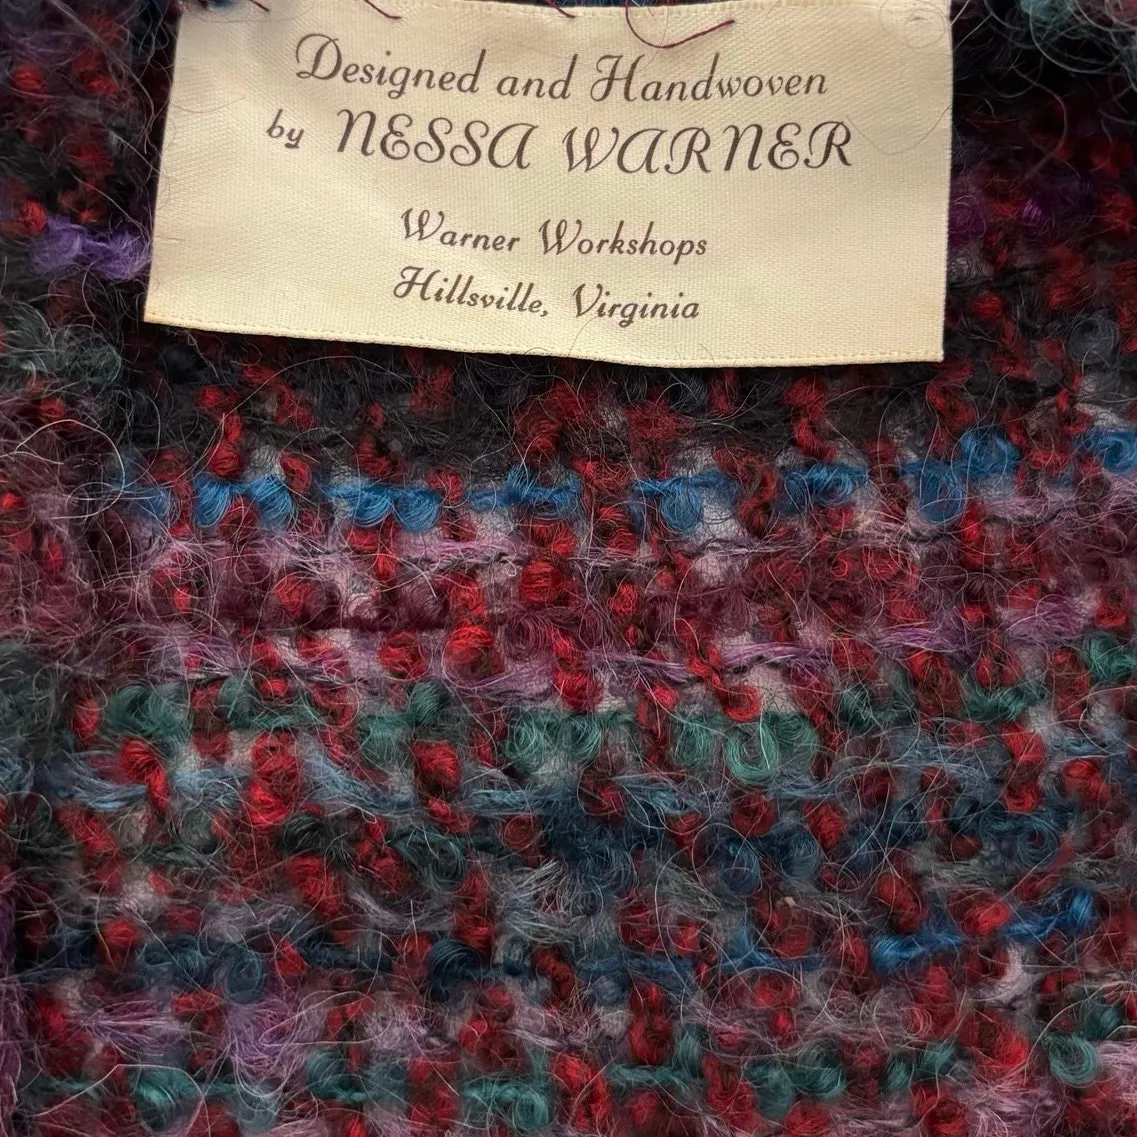 Designed and Handwoven
by NESSA WARNER
Warner Workshops
Hillsville, Virginia